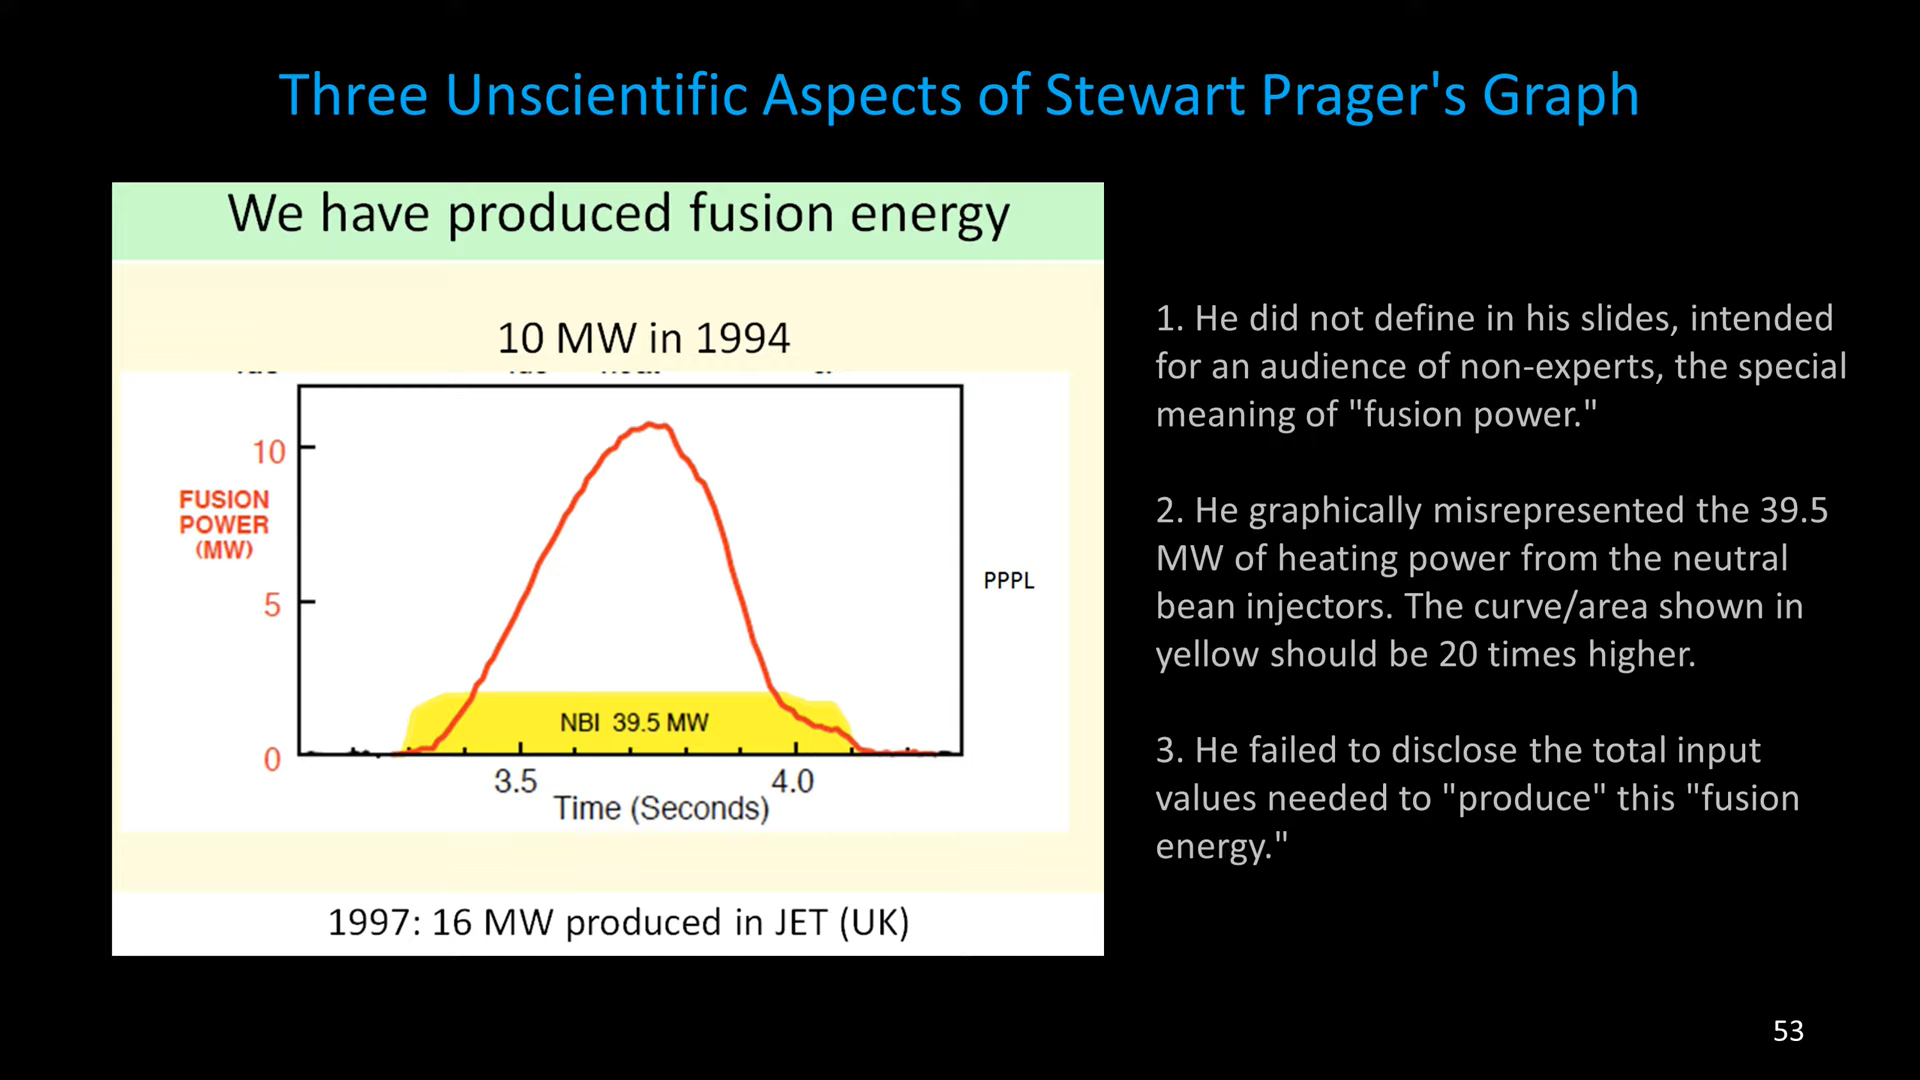 Three Unscientific Aspects of Stewart Prager's Graph
We have produced fusion energy
10 MW in 1994
10
FUSION
POWER
(MW)
5
0
NBI 39.5 MW
3.5
4.0
Time (Seconds)
PPPL
1997: 16 MW produced in JET (UK)
1. He did not define in his slides, intended
for an audience of non-experts, the special
meaning of "fusion power."
2. He graphically misrepresented the 39.5
MW of heating power from the neutral
bean injectors. The curve/area shown in
yellow should be 20 times higher.
3. He failed to disclose the total input
values needed to "produce" this "fusion
energy."
53